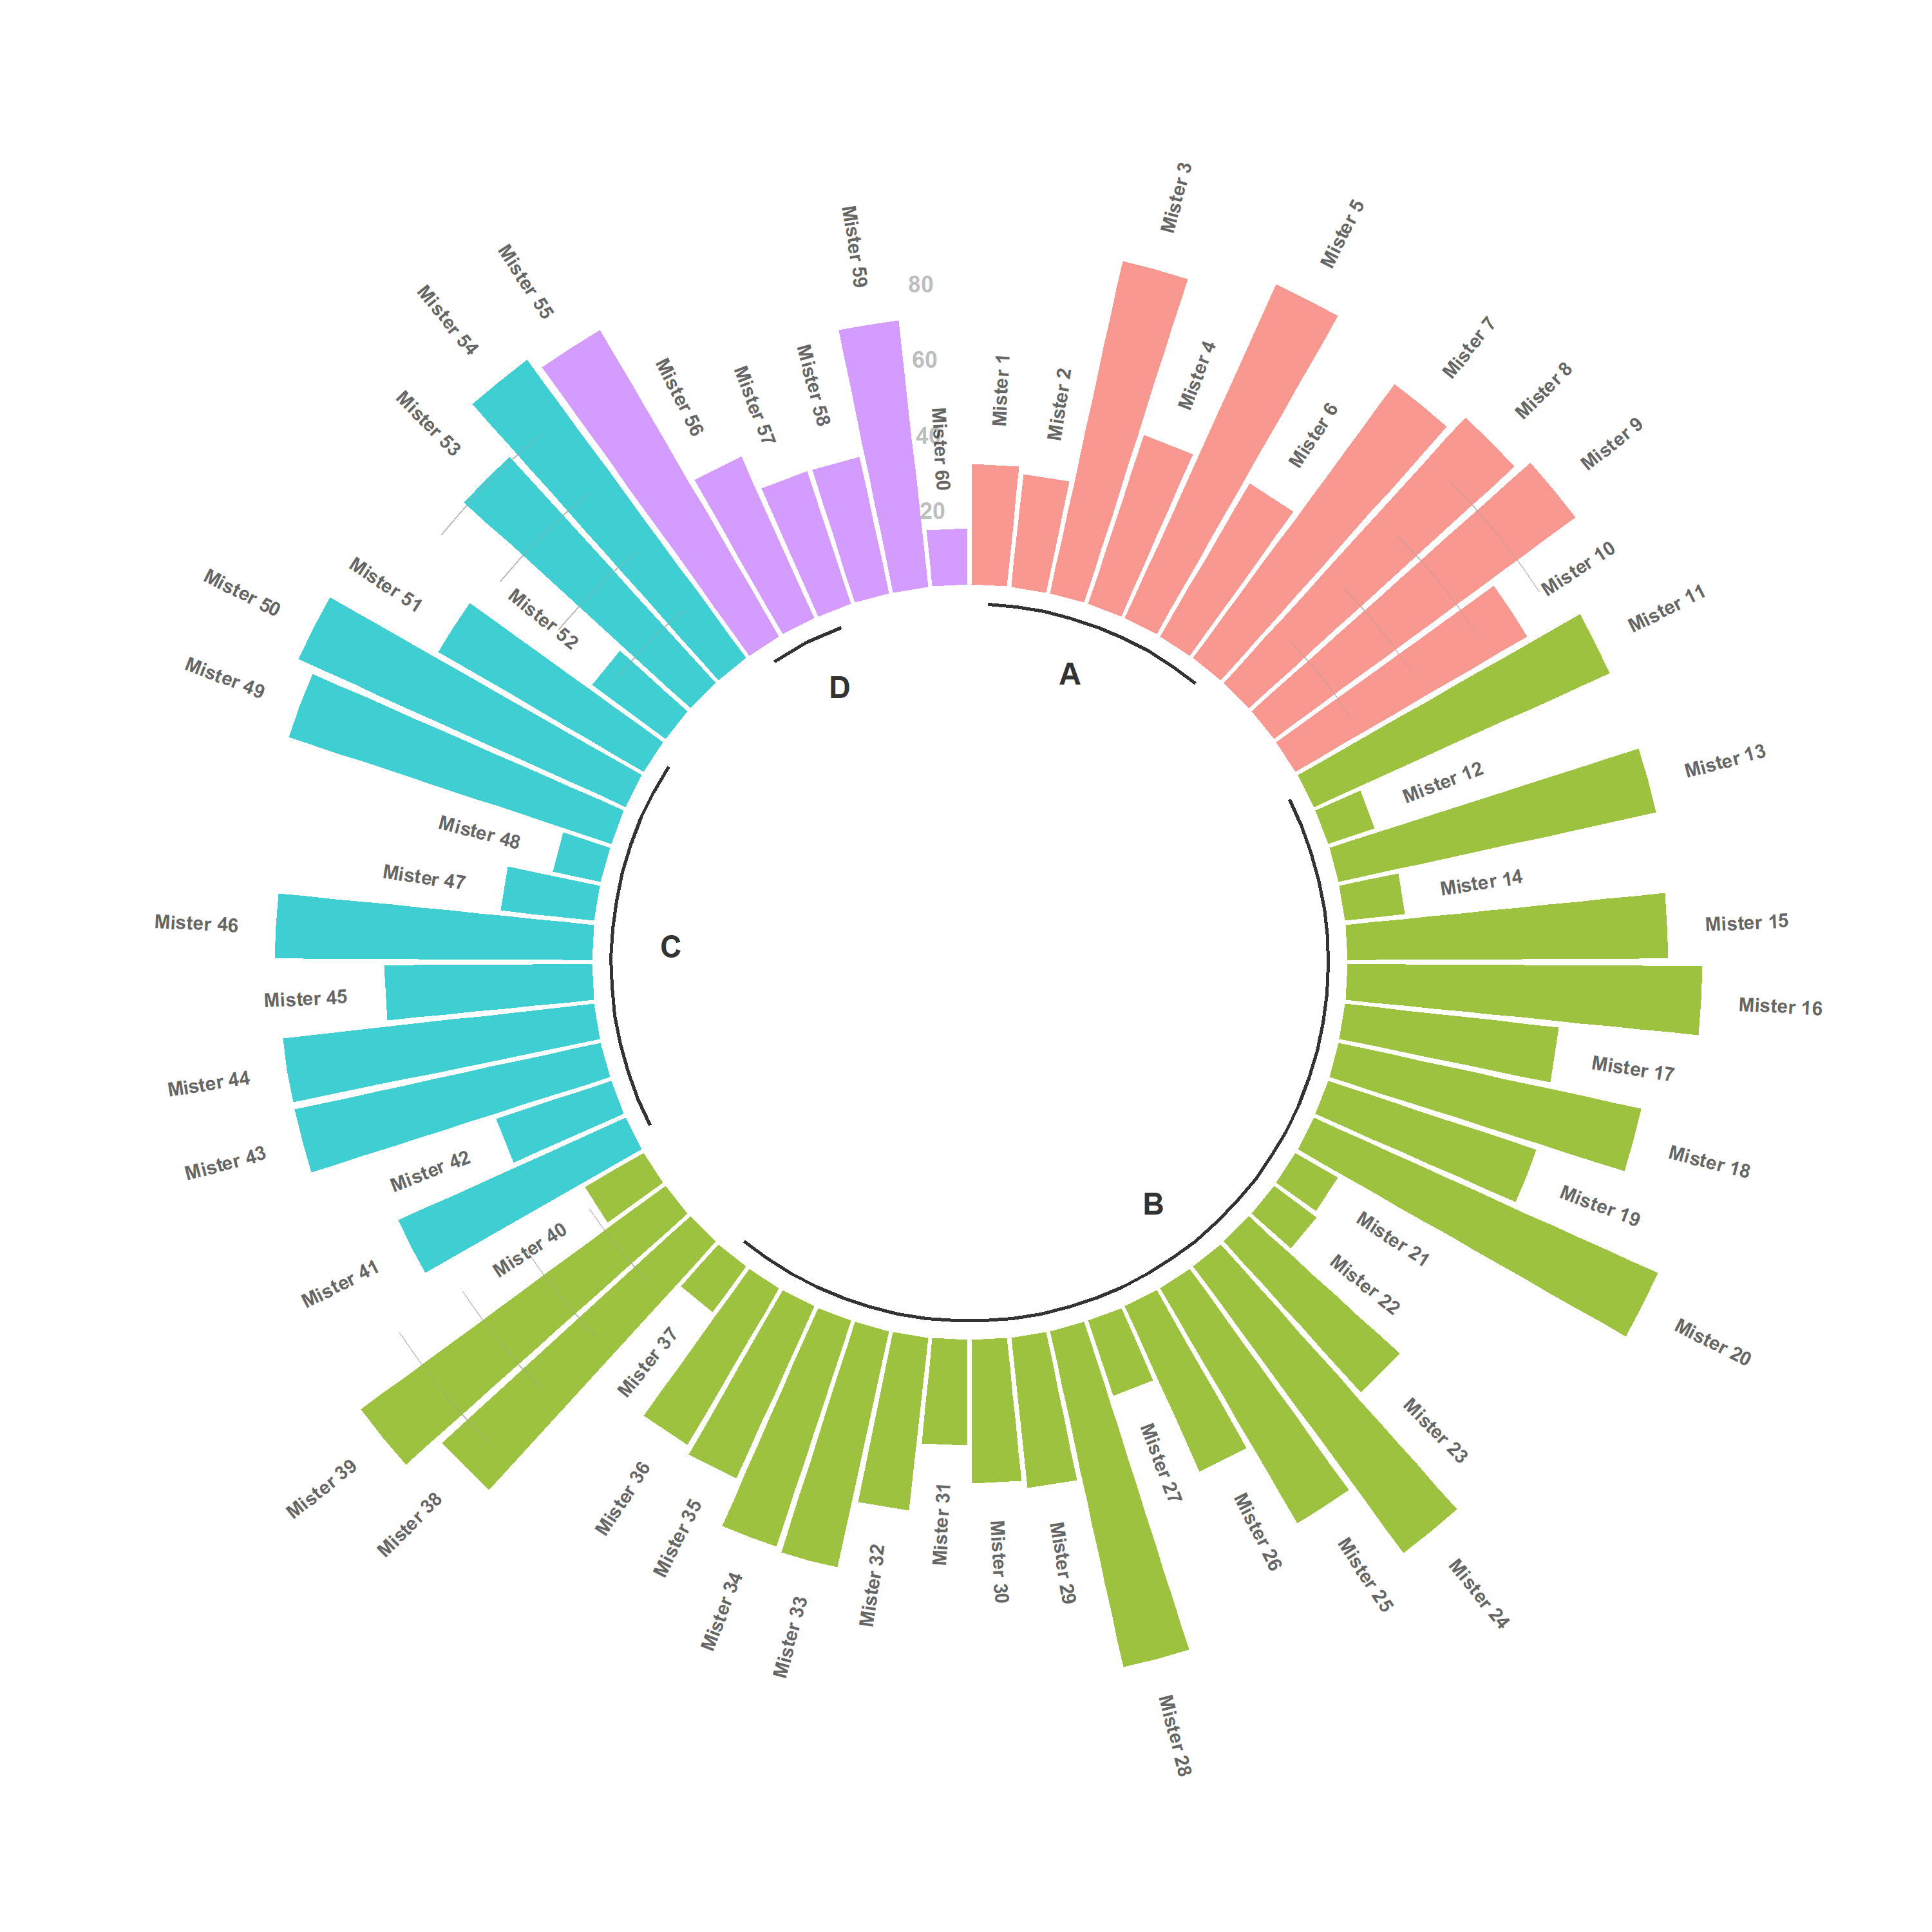 Mister 1
Mister 2
Mister 3
Mister 4
Mister 5
Mister 6
Mister 7
Mister 8
Mister 9
Mister 10
Mister 11
Mister 12
Mister 13
Mister 14
Mister 15
Mister 16
Mister 17
Mister 18
Mister 19
Mister 20
Mister 21
Mister 22
Mister 23
Mister 24
Mister 25
Mister 26
Mister 27
Mister 28
Mister 29
Mister 30
Mister 31
Mister 32
Mister 33
Mister 34
Mister 35
Mister 36
Mister 37
Mister 38
Mister 39
Mister 40
Mister 41
Mister 42
Mister 43
Mister 44
Mister 45
Mister 46
Mister 47
Mister 48
Mister 49
Mister 50
Mister 51
Mister 52
Mister 53
Mister 54
Mister 55
Mister 56
Mister 57
Mister 58
Mister 59
Mister 60
80
60
40
20
A
B
C
D